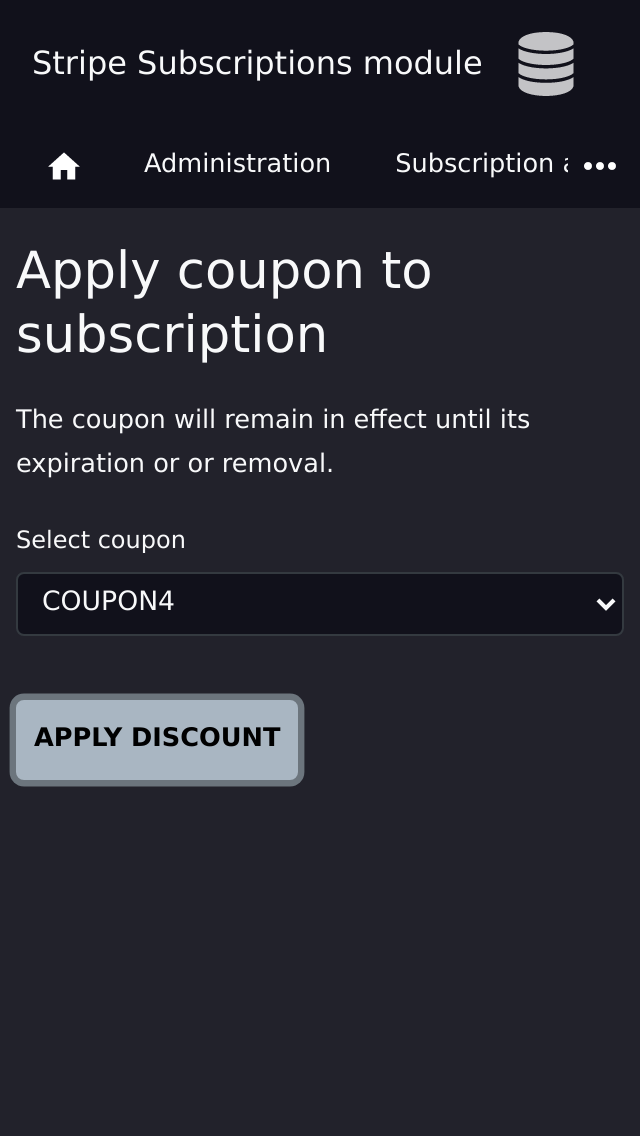 Stripe Subscriptions module
Administration Subscription
Apply coupon to
subscription
The coupon will remain in effect until its
expiration or or removal.
Select coupon
COUPON4
APPLY DISCOUNT